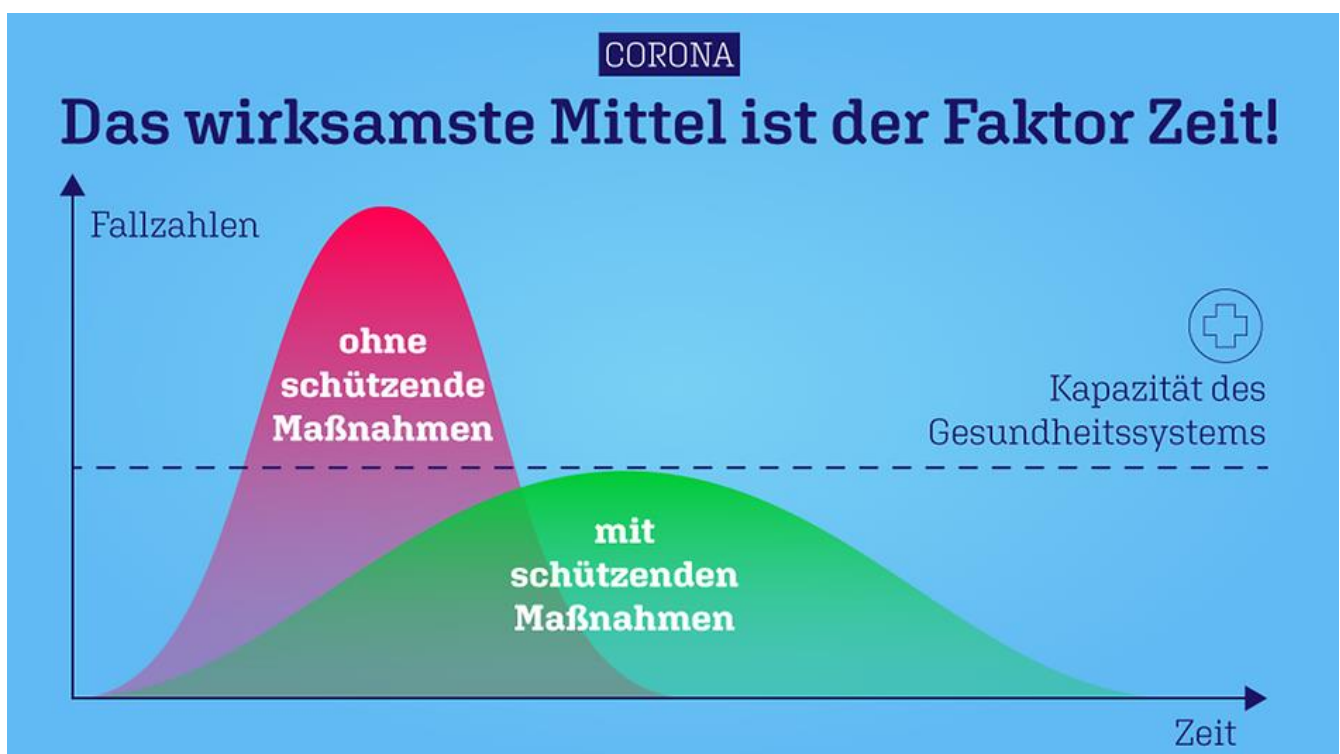 CORONA
Das wirksamste Mittel ist der Faktor Zeit!
Fallzahlen
ohne
schützende
Maßnahmen
Kapazität des
Gesundheitssystems
mit
schützenden
Maßnahmen
Zeit